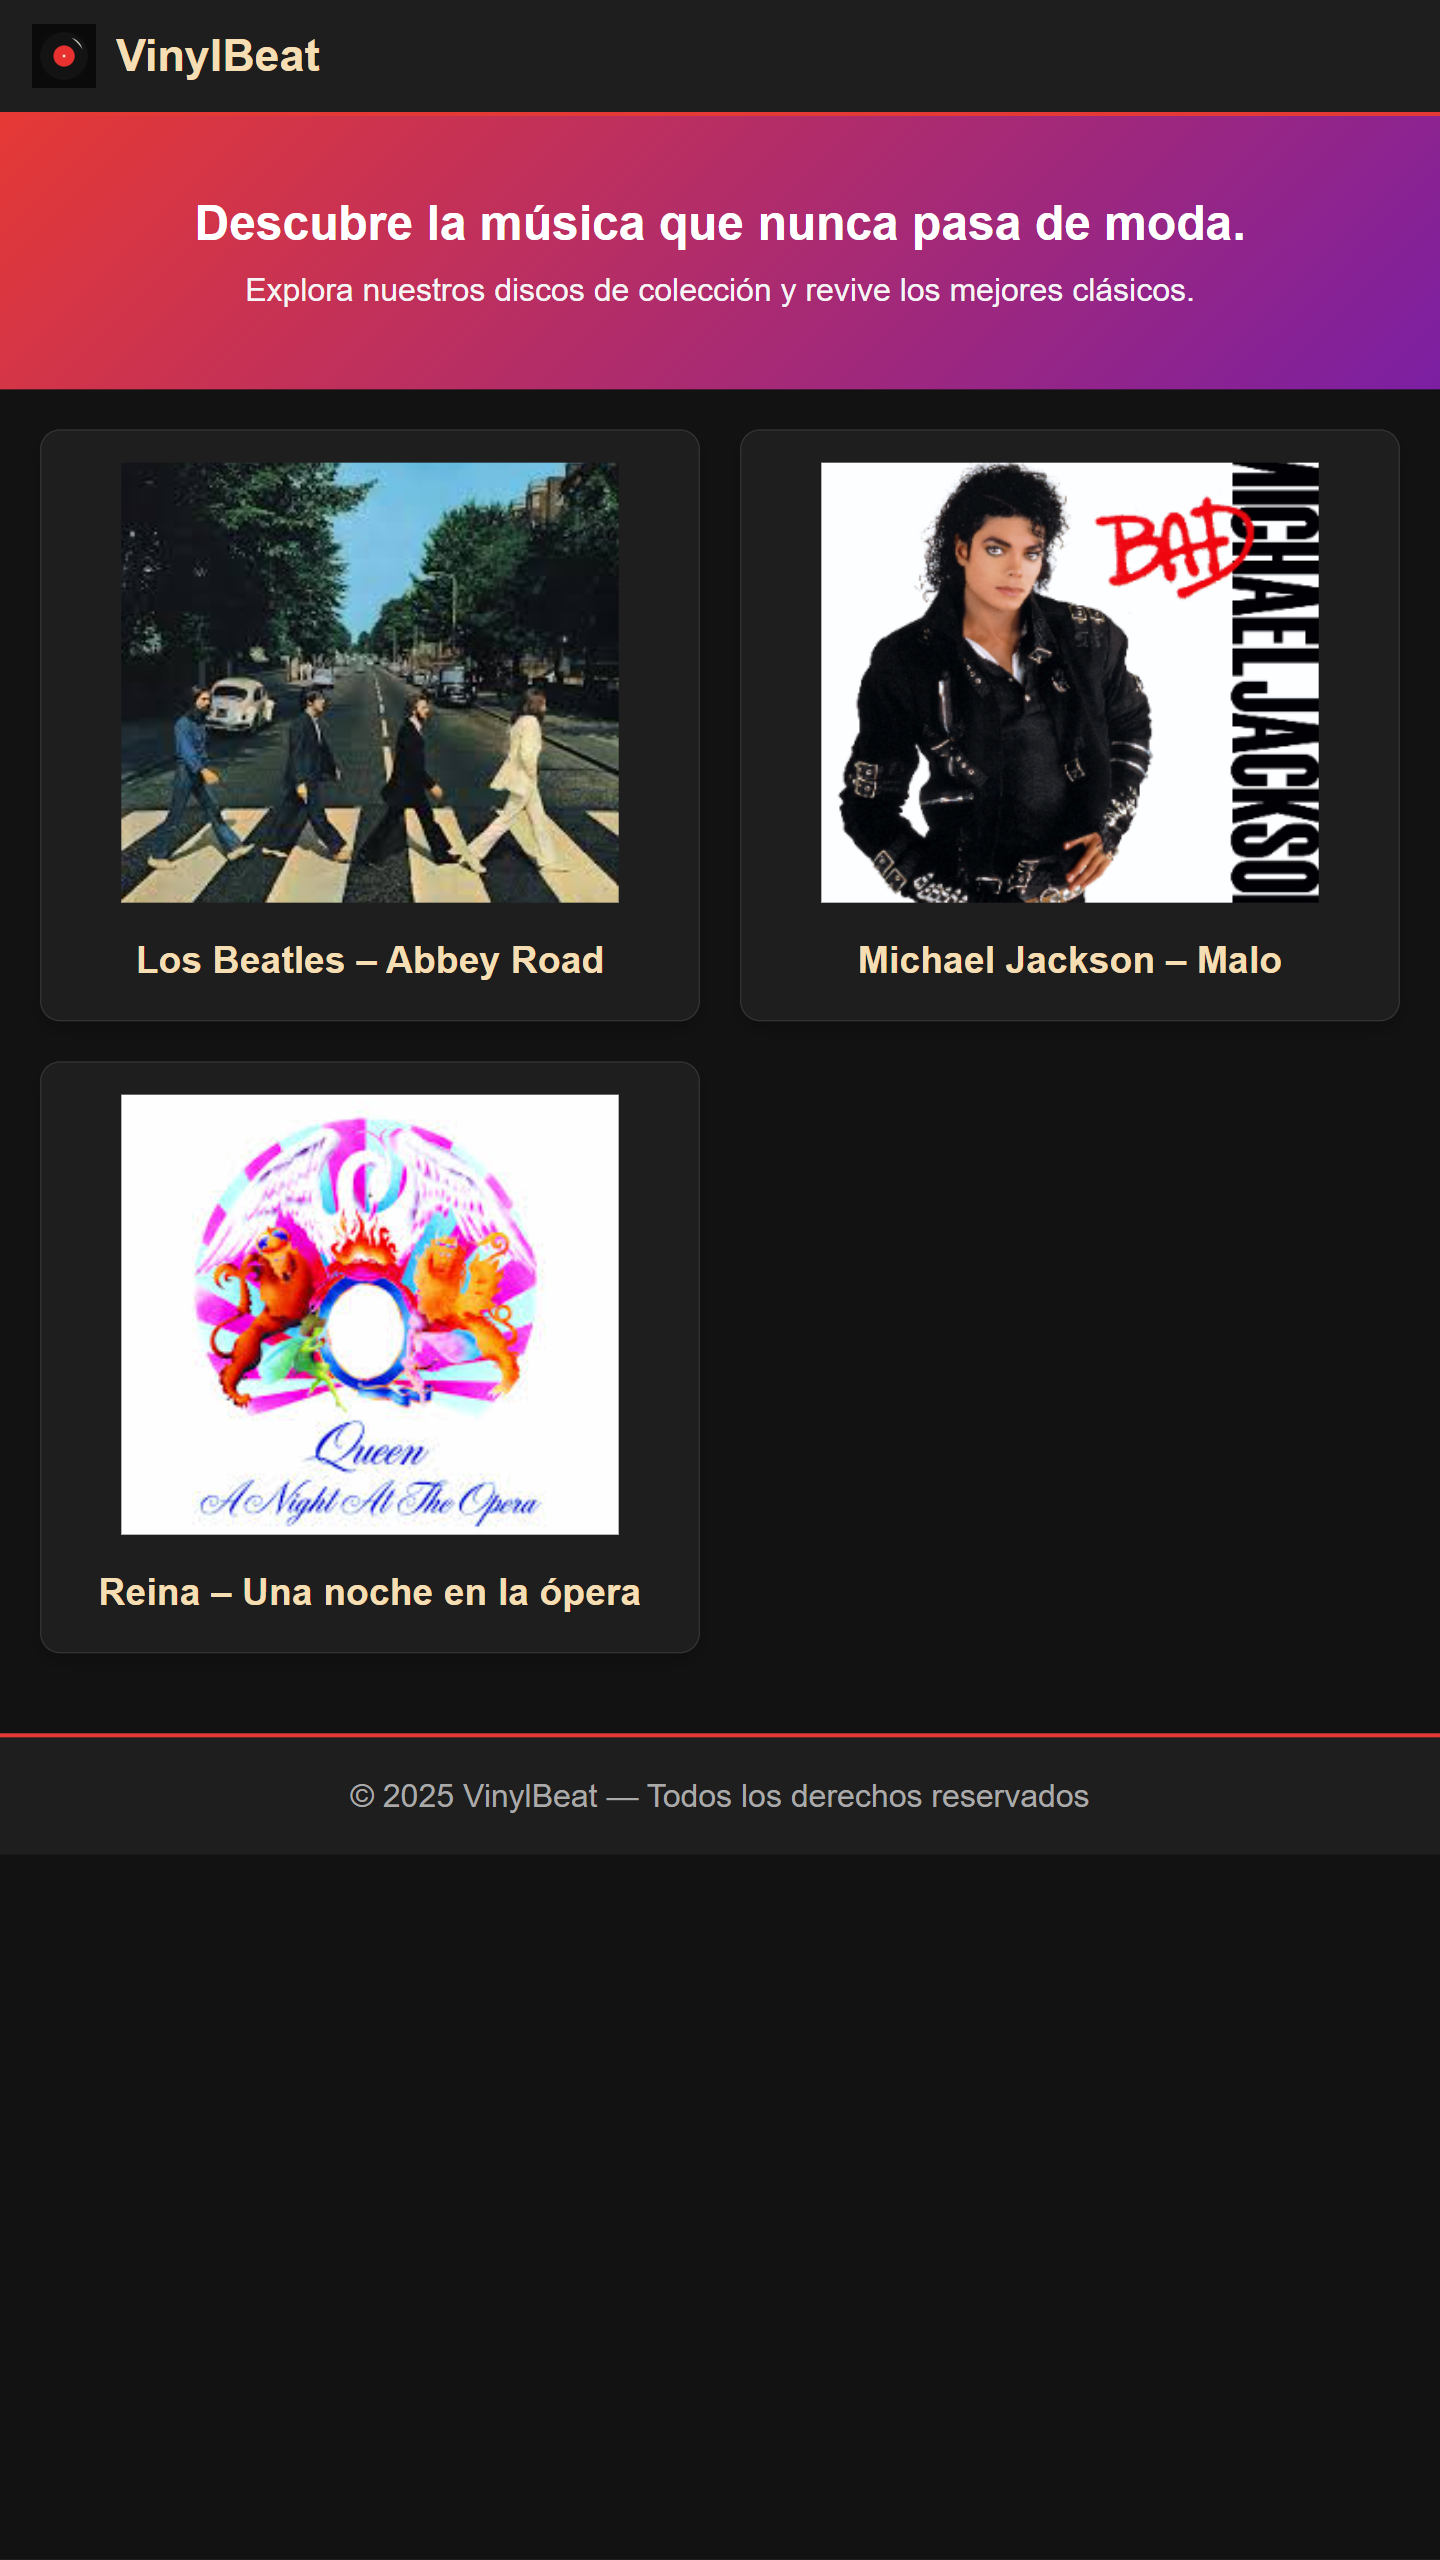 VinylBeat
Descubre la música que nunca pasa de moda.
Explora nuestros discos de colección y revive los mejores clásicos.
BAD
MICHAEL JACKSON
Los Beatles – Abbey Road
Michael Jackson – Malo
Queen
A Night At The Opera
Reina – Una noche en la ópera
© 2025 VinylBeat — Todos los derechos reservados